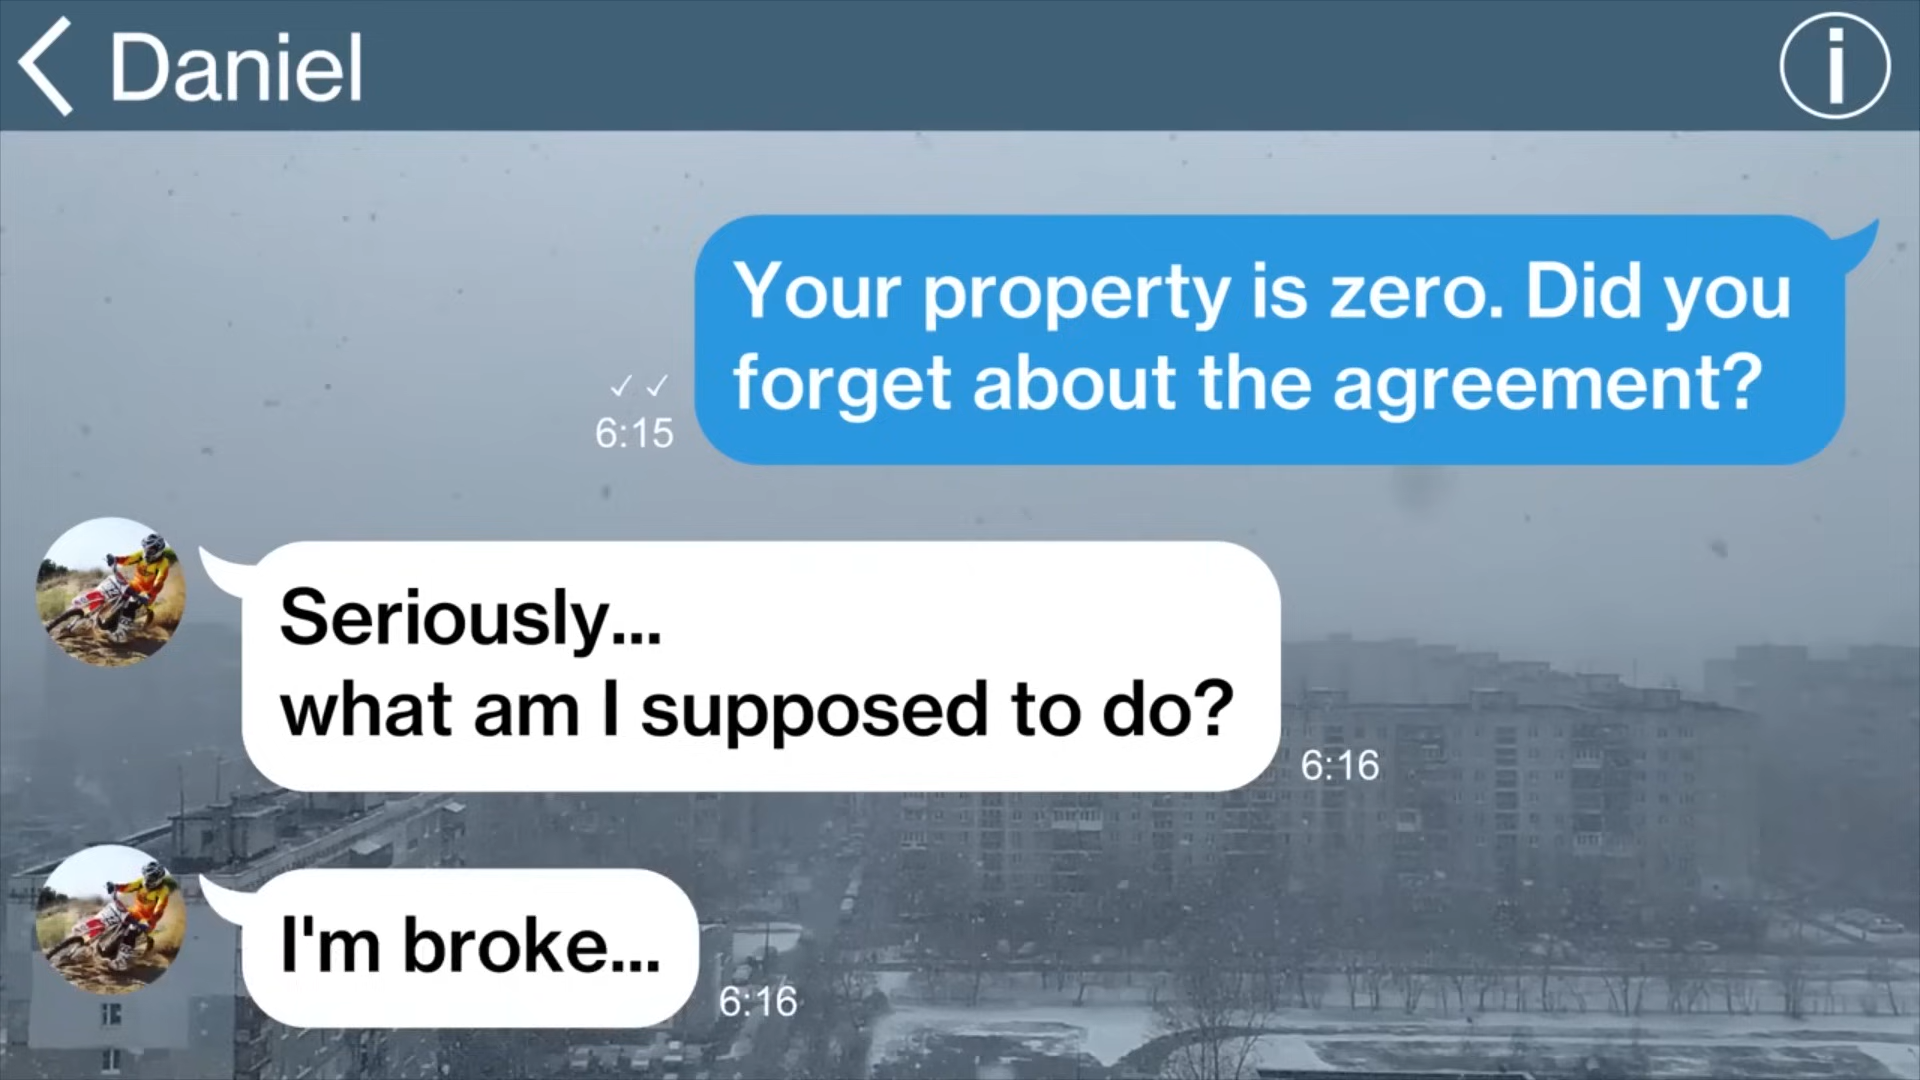 Daniel
Your property is zero. Did you
forget about the agreement?
6:15
Seriously...
what am I supposed to do?
6:16
I'm broke...
6:16